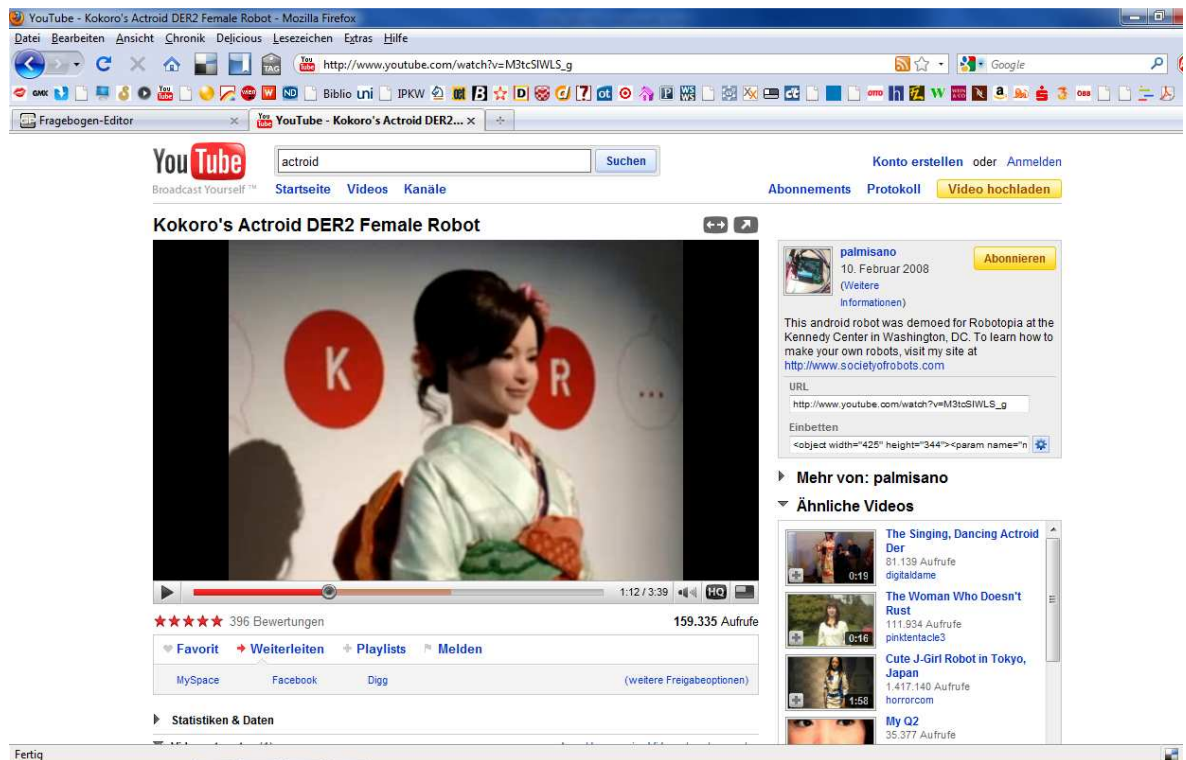 YouTube - Kokoro's Actroid DER2 Female Robot - Mozilla Firefox
Datei Bearbeiten Ansicht Chronik Delicious Lesezeichen Extras Hilfe
TAG You Tube http://www.youtube.com/watch?v=M3tcSIWLS_g Google
GMX Biblio uni IPKW
Fragebogen-Editor YouTube - Kokoro's Actroid DER2...
You Tube actroid Suchen Konto erstellen oder Anmelden
Broadcast Yourself ™ Startseite Videos Kanäle Abonnements Protokoll Video hochladen
Kokoro's Actroid DER2 Female Robot
K R ...
1:12 / 3:39 HQ
396 Bewertungen 159.335 Aufrufe
Favorit Weiterleiten Playlists Melden
MySpace Facebook Digg (weitere Freigabeoptionen)
Statistiken & Daten
palmisano
10. Februar 2008
(Weitere
Informationen)
Abonnieren
This android robot was demoed for Robotopia at the
Kennedy Center in Washington, DC. To learn how to
make your own robots, visit my site at
http://www.societyofrobots.com
URL
http://www.youtube.com/watch?v=M3tcSIWLS_g
Einbetten
<object width="425" height="344"><param name="n
Mehr von: palmisano
Ähnliche Videos
The Singing, Dancing Actroid
Der
81.139 Aufrufe
digitaldame
0:19
The Woman Who Doesn't
Rust
111.934 Aufrufe
pinktentacle3
0:16
Cute J-Girl Robot in Tokyo,
Japan
1.417.140 Aufrufe
horrorcom
1:58
My Q2
35.377 Aufrufe
Fertig